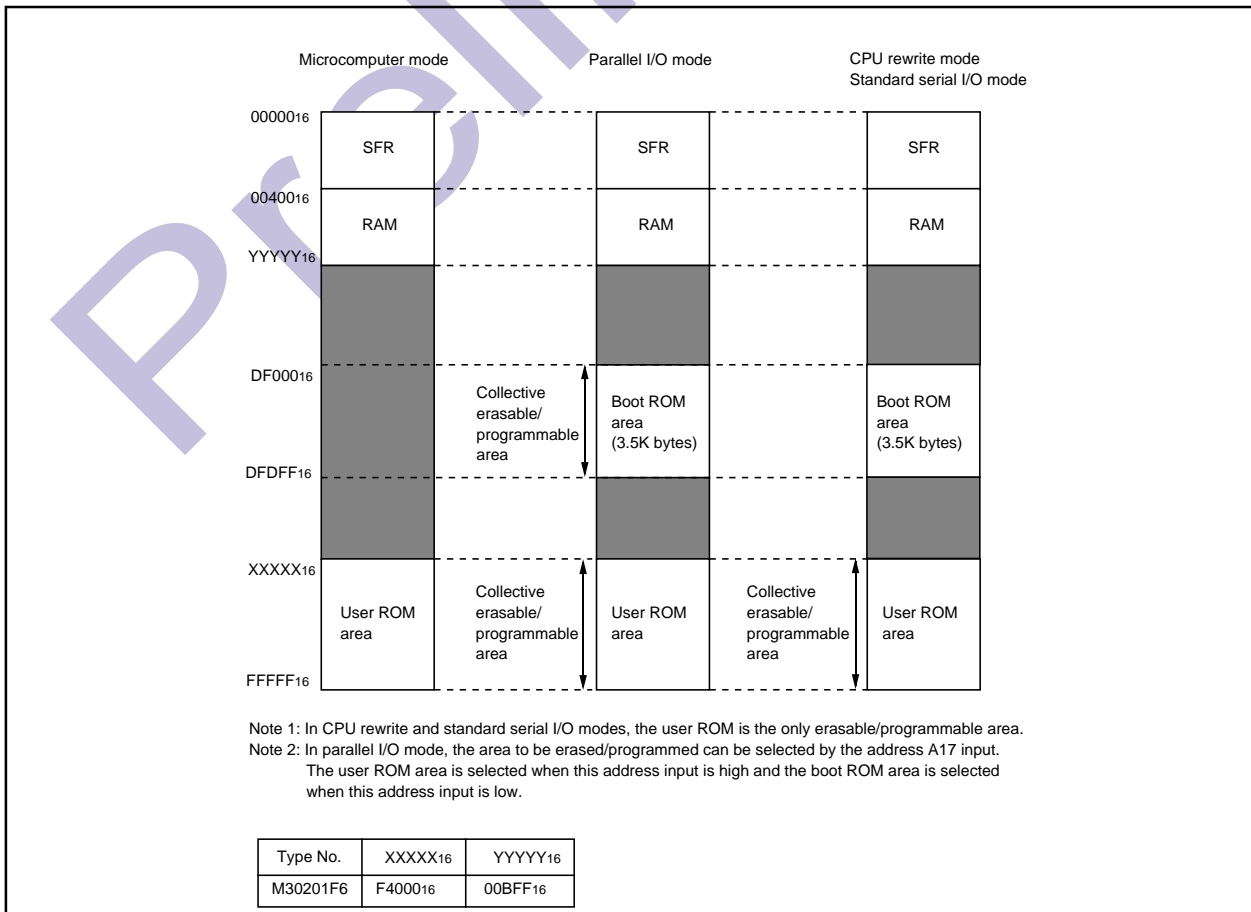 Preli
Microcomputer mode
Parallel I/O mode
CPU rewrite mode
Standard serial I/O mode
0000016
SFR
SFR
SFR
0040016
RAM
RAM
RAM
YYYYY16
DF00016
Collective
erasable/
programmable
area
Boot ROM
area
(3.5K bytes)
Boot ROM
area
(3.5K bytes)
DFDFF16
XXXXX16
User ROM
area
Collective
erasable/
programmable
area
User ROM
area
Collective
erasable/
programmable
area
User ROM
area
FFFFF16
Note 1: In CPU rewrite and standard serial I/O modes, the user ROM is the only erasable/programmable area.
Note 2: In parallel I/O mode, the area to be erased/programmed can be selected by the address A17 input.
The user ROM area is selected when this address input is high and the boot ROM area is selected
when this address input is low.
Type No. XXXXX16 YYYYY16
M30201F6 F400016 00BFF16